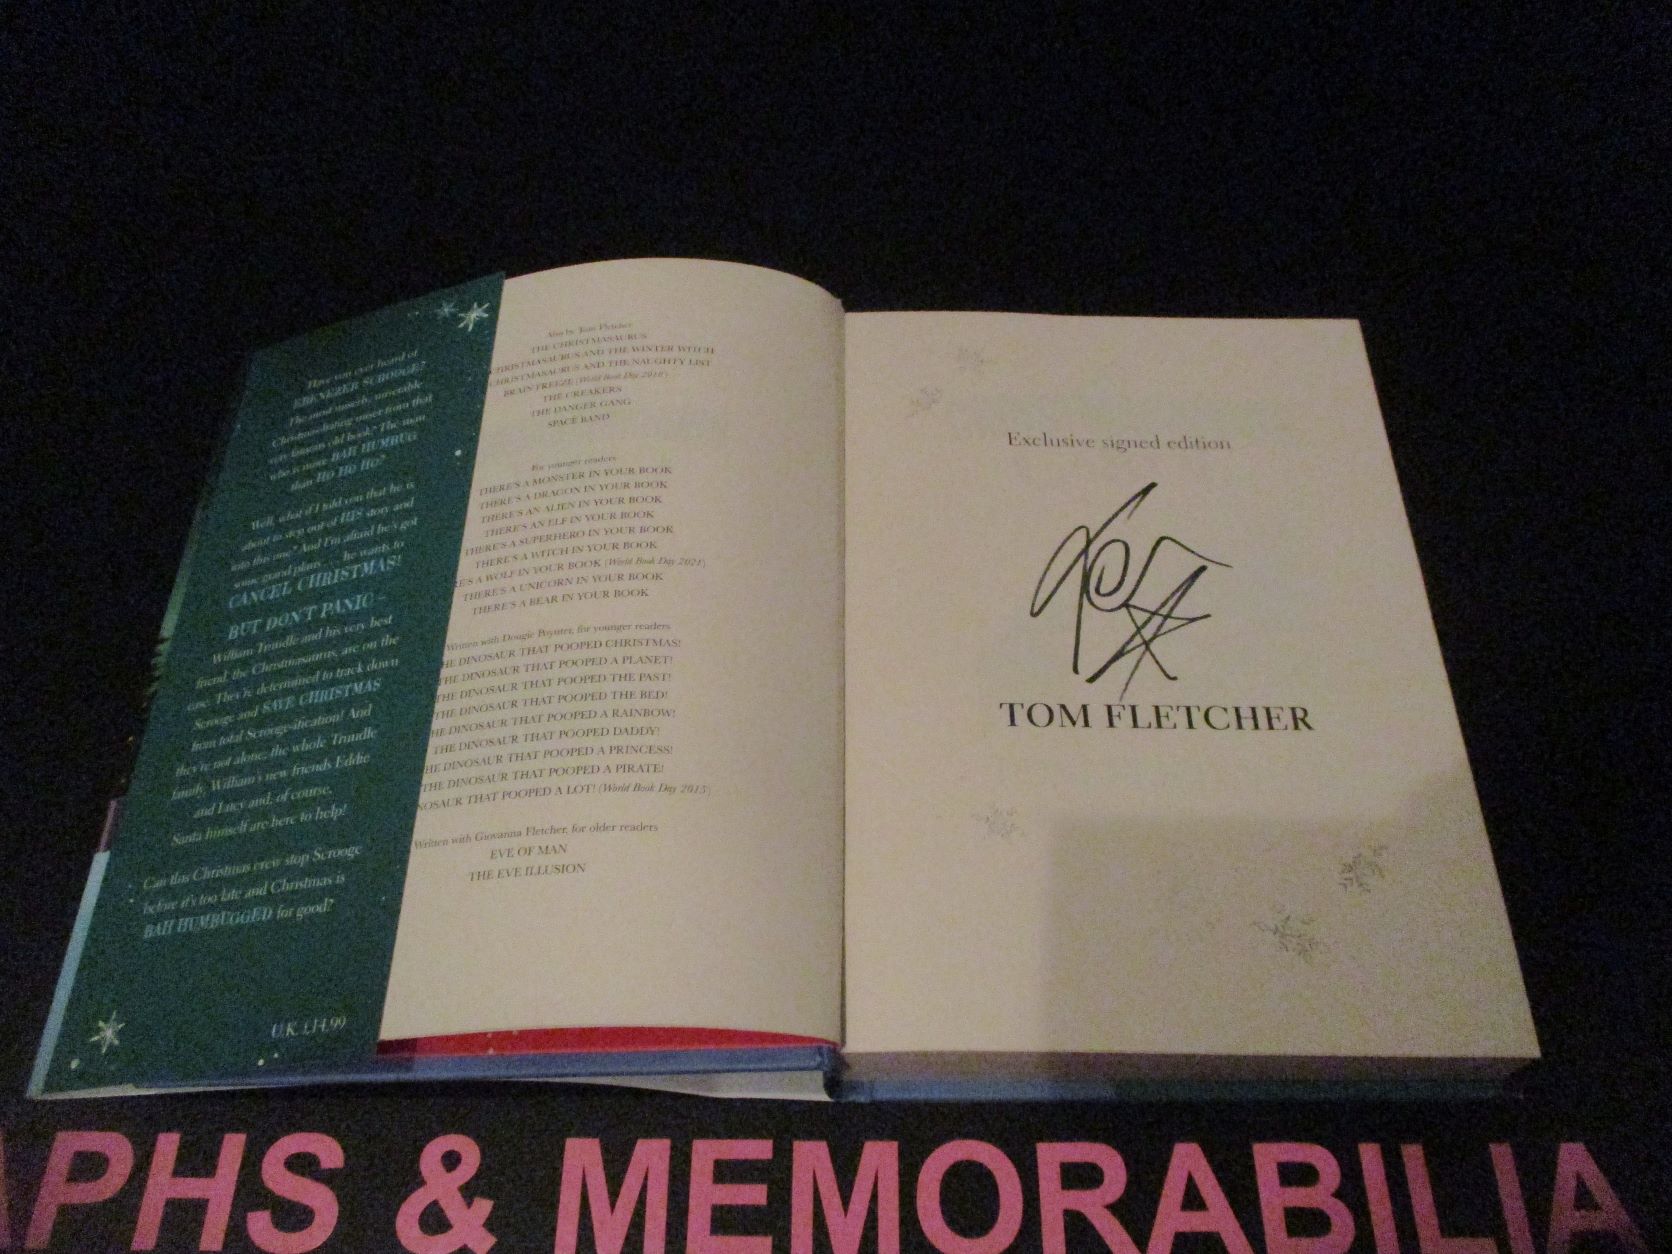 Have you ever heard of
EBENEZER SCROOGE?
The most miserly, miserable
Christmas-hating miser from that
very famous old book? The man
who is more BAH HUMBUG
than HO HO HO?
Well, what if I told you that he is
about to step out of HIS story and
into this one? And I'm afraid he's got
some grand plans ... he wants to
CANCEL CHRISTMAS!
BUT DON'T PANIC –
William Trundle and his very best
friend, the Christmasaurus, are on the
case. They're determined to track down
Scrooge and SAVE CHRISTMAS
from total Scroogification! And
they're not alone, the whole Trundle
family, William's new friends Eddie
and Lucy and, of course,
Santa himself are here to help!
Can this Christmas crew stop Scrooge
before it's too late and Christmas is
BAH HUMBUGGED for good?
U.K. £14.99
Also by Tom Fletcher
THE CHRISTMASAURUS
CHRISTMASAURUS AND THE WINTER WITCH
CHRISTMASAURUS AND THE NAUGHTY LIST
BRAIN FREEZE (World Book Day 2018)
THE CREAKERS
THE DANGER GANG
SPACE BAND
For younger readers
THERE'S A MONSTER IN YOUR BOOK
THERE'S A DRAGON IN YOUR BOOK
THERE'S AN ALIEN IN YOUR BOOK
THERE'S AN ELF IN YOUR BOOK
THERE'S A SUPERHERO IN YOUR BOOK
THERE'S A WITCH IN YOUR BOOK
RE'S A WOLF IN YOUR BOOK (World Book Day 2021)
THERE'S A UNICORN IN YOUR BOOK
THERE'S A BEAR IN YOUR BOOK
Written with Dougie Poynter, for younger readers
HE DINOSAUR THAT POOPED CHRISTMAS!
THE DINOSAUR THAT POOPED A PLANET!
THE DINOSAUR THAT POOPED THE PAST!
THE DINOSAUR THAT POOPED THE BED!
HE DINOSAUR THAT POOPED A RAINBOW!
THE DINOSAUR THAT POOPED DADDY!
HE DINOSAUR THAT POOPED A PRINCESS!
THE DINOSAUR THAT POOPED A PIRATE!
NOSAUR THAT POOPED A LOT! (World Book Day 2015)
Written with Giovanna Fletcher, for older readers
EVE OF MAN
THE EVE ILLUSION
Exclusive signed edition
TOM FLETCHER
APHS & MEMORABILIA